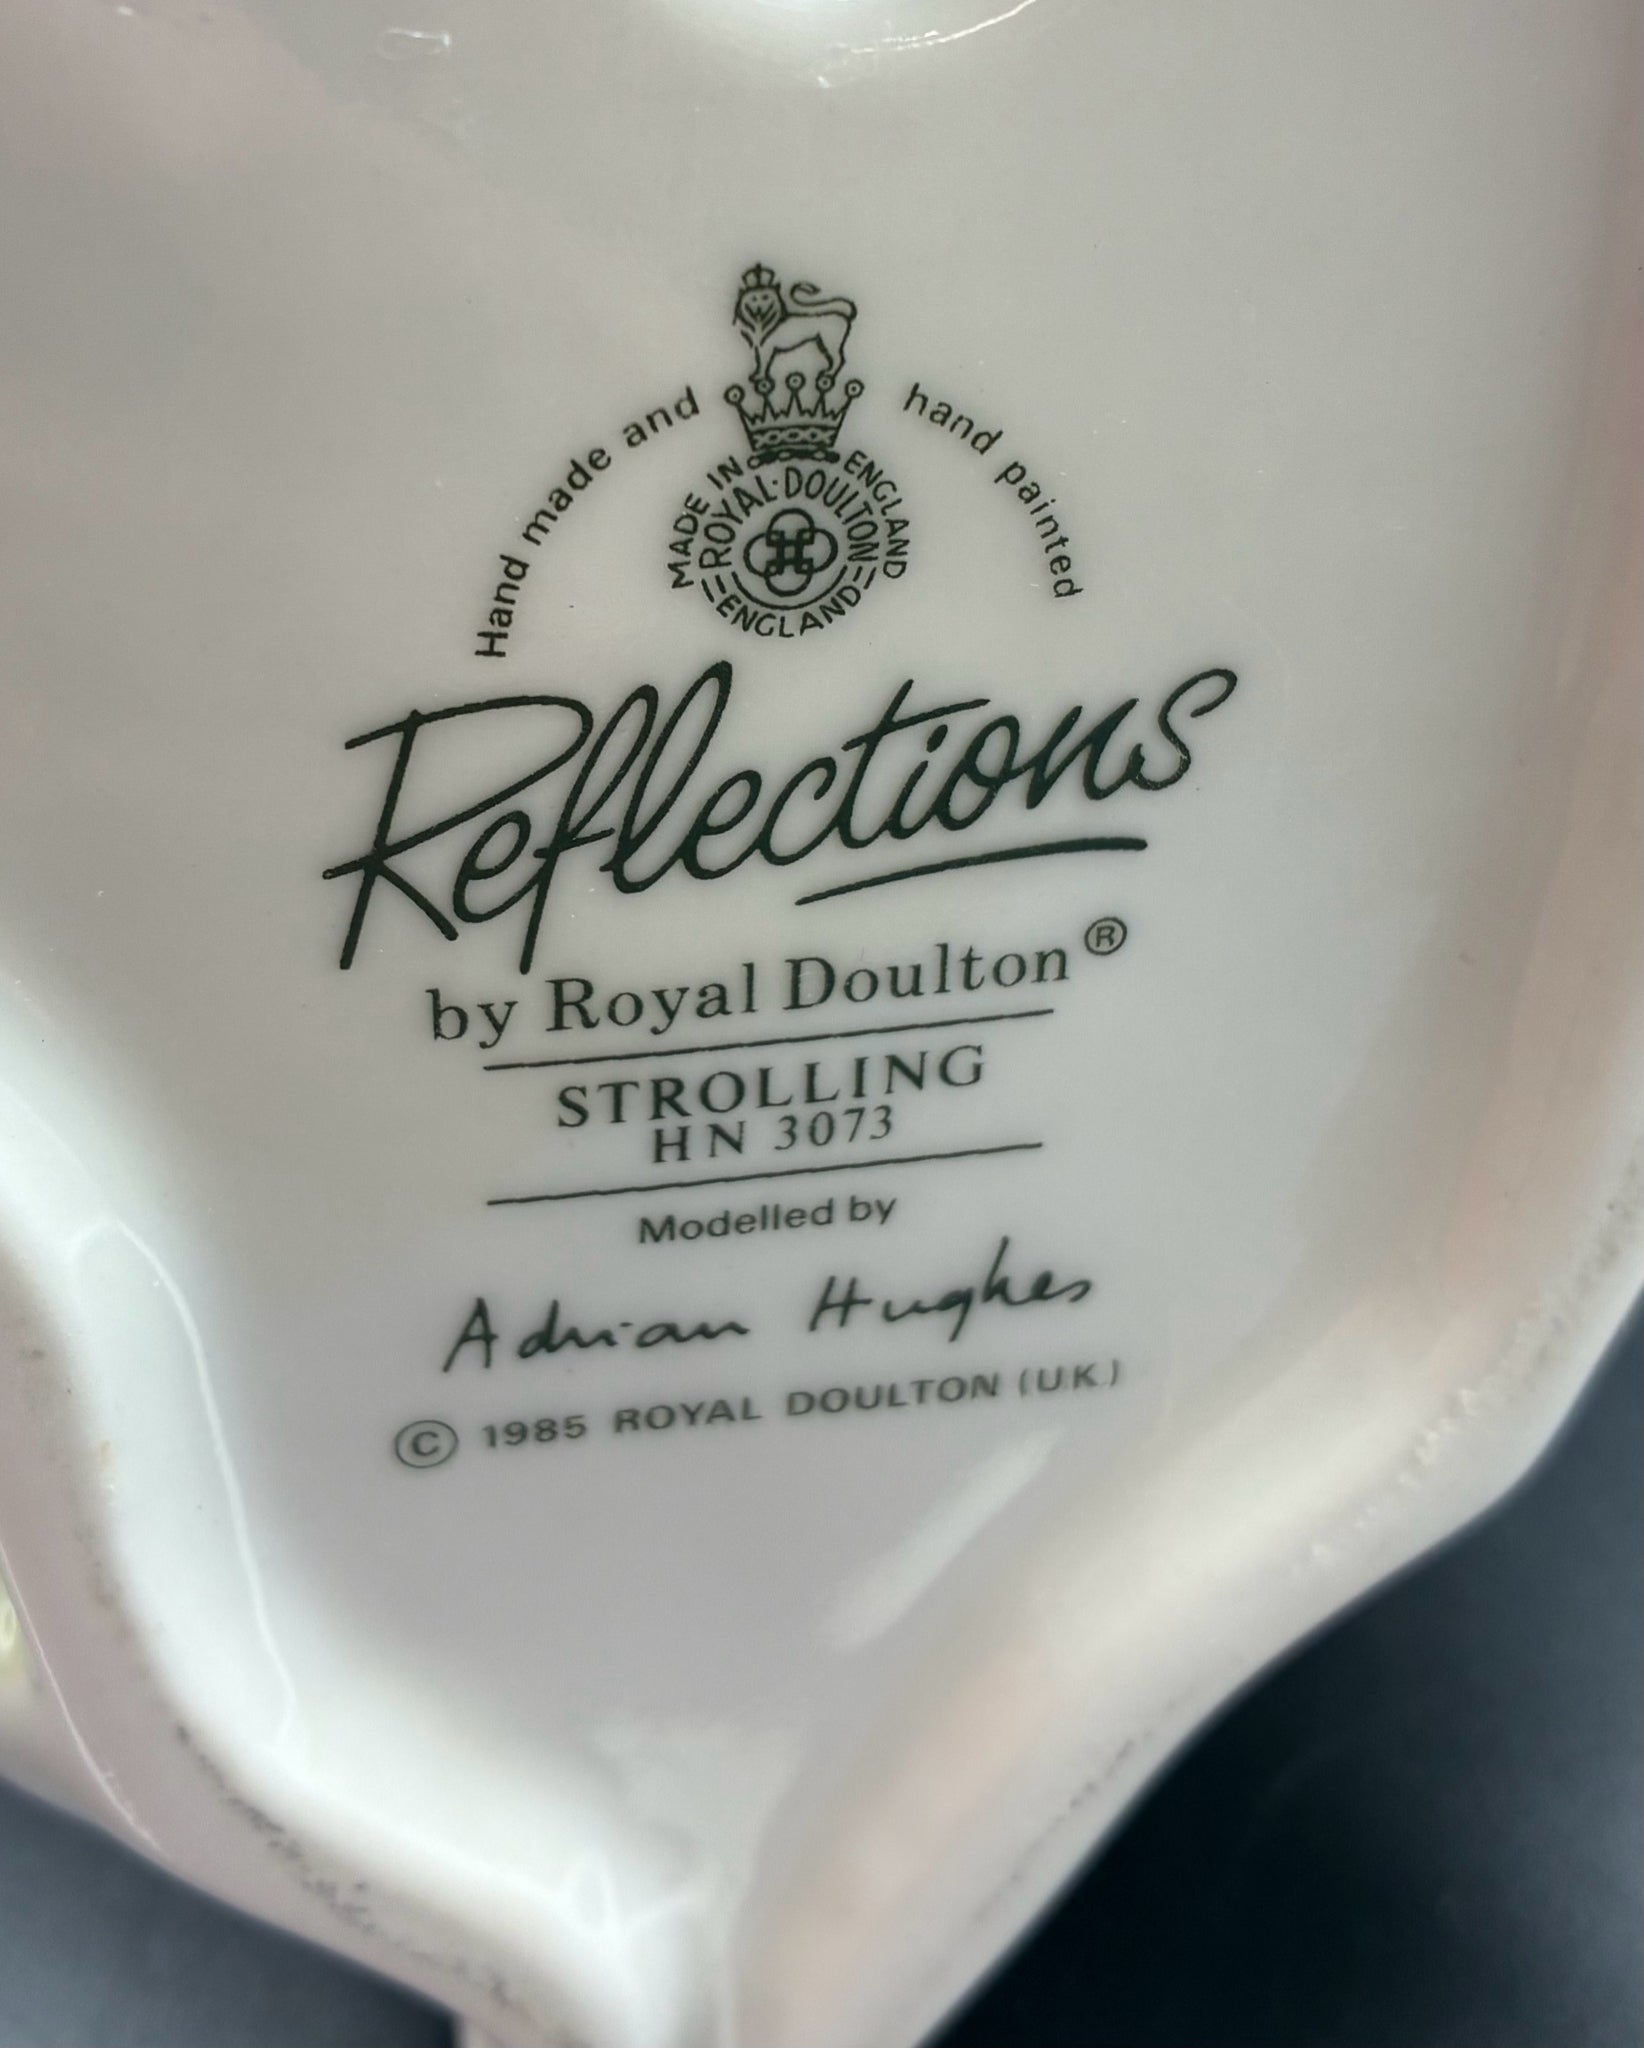 Hand made and hand painted
MADE IN ENGLAND
ROYAL·DOULTON
ENGLAND
Reflections
by Royal Doulton®
STROLLING
HN 3073
Modelled by
Adrian Hughes
© 1985 ROYAL DOULTON (U.K.)